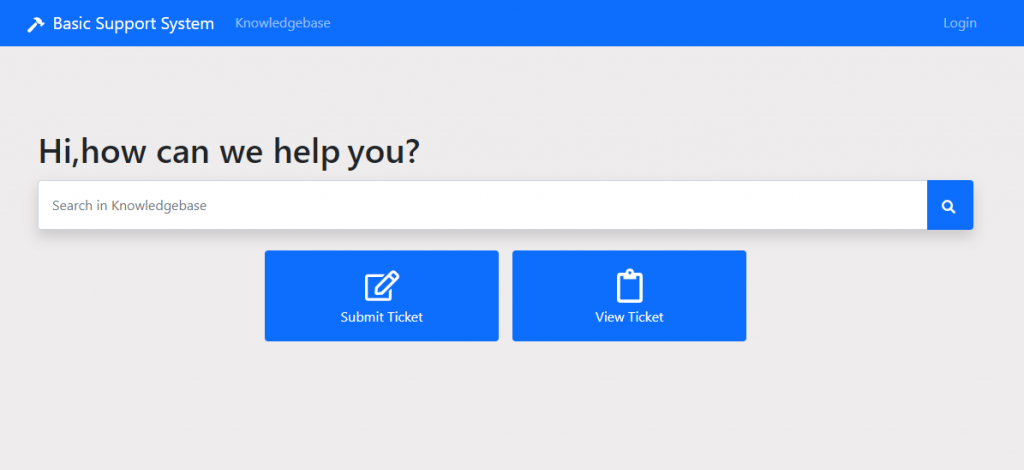 Basic Support System Knowledgebase Login
Hi,how can we help you?
Search in Knowledgebase
Submit Ticket View Ticket